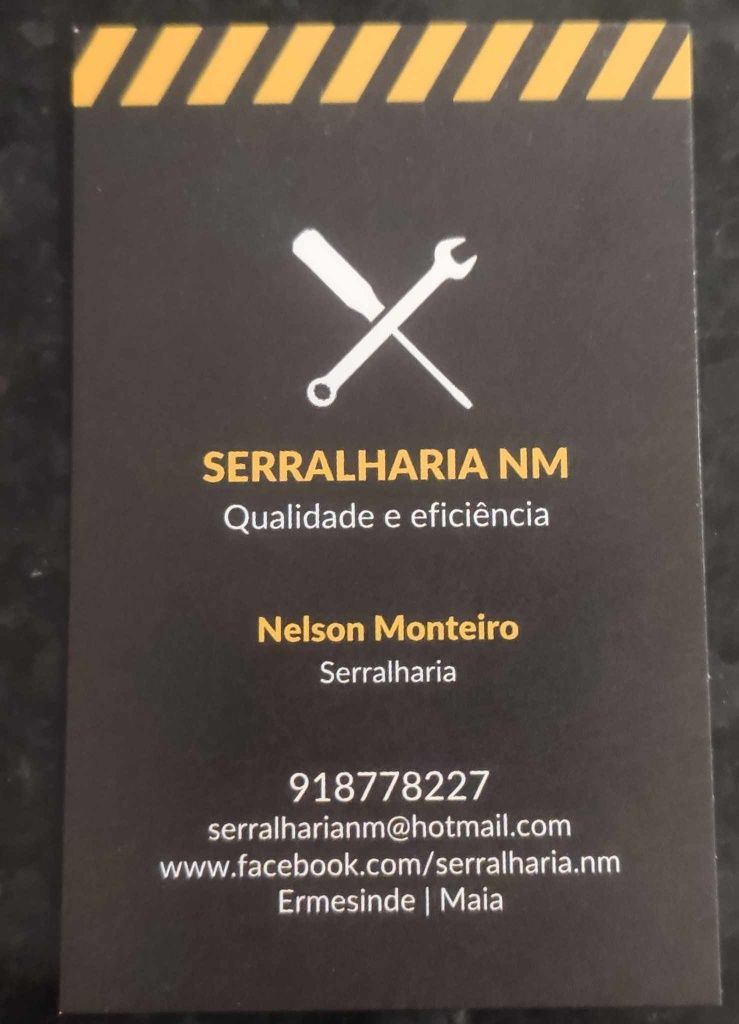 SERRALHARIA NM
Qualidade e eficiência
Nelson Monteiro
Serralharia
918778227
serralharianm@hotmail.com
www.facebook.com/serralharia.nm
Ermesinde | Maia